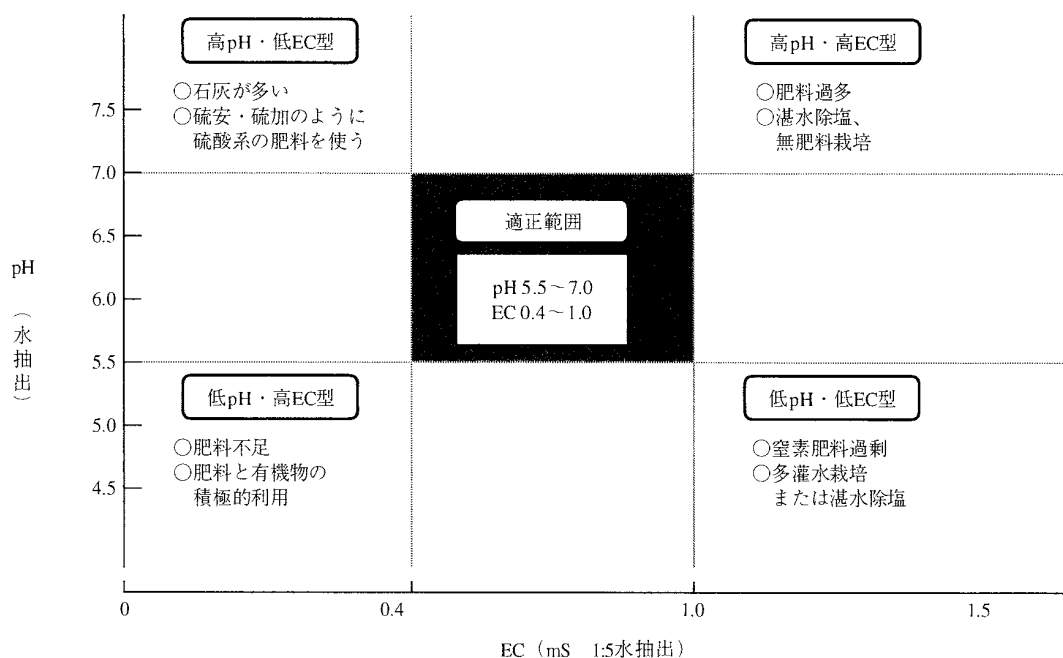 高pH・低EC型
○石灰が多い
○硫安・硫加のように
硫酸系の肥料を使う
高pH・高EC型
○肥料過多
○湛水除塩、
無肥料栽培
適正範囲
pH 5.5～7.0
EC 0.4～1.0
低pH・高EC型
○肥料不足
○肥料と有機物の
積極的利用
低pH・低EC型
○窒素肥料過剰
○多灌水栽培
または湛水除塩
pH（水抽出）
7.5
7.0
6.5
6.0
5.5
5.0
4.5
0
0.4
1.0
1.5
EC（mS 1:5水抽出）